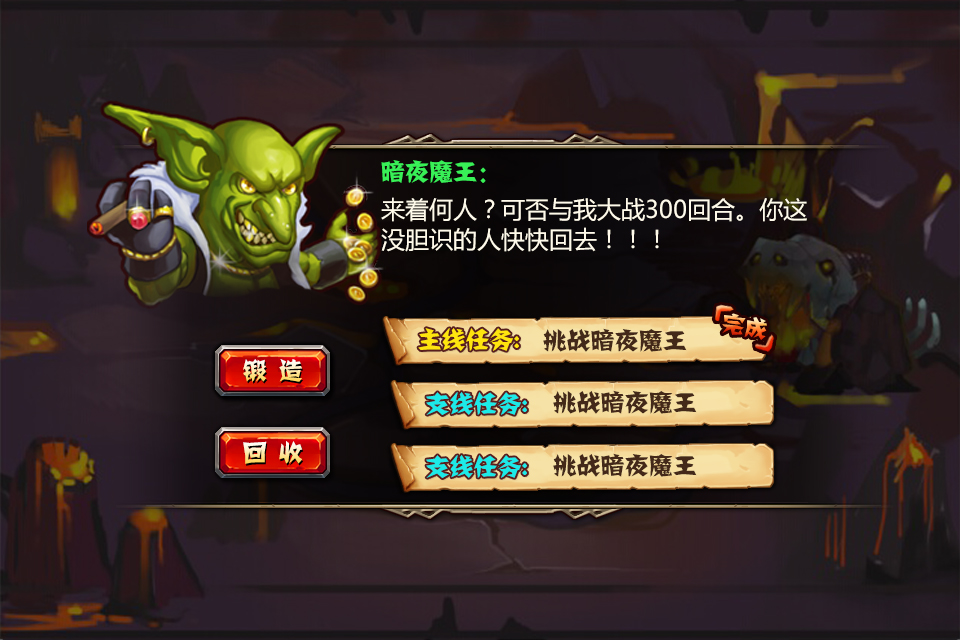 暗夜魔王：
来着何人？可否与我大战300回合。你这
没胆识的人快快回去！！！
主线任务： 挑战暗夜魔王 完成
锻造
支线任务： 挑战暗夜魔王
回收
支线任务： 挑战暗夜魔王